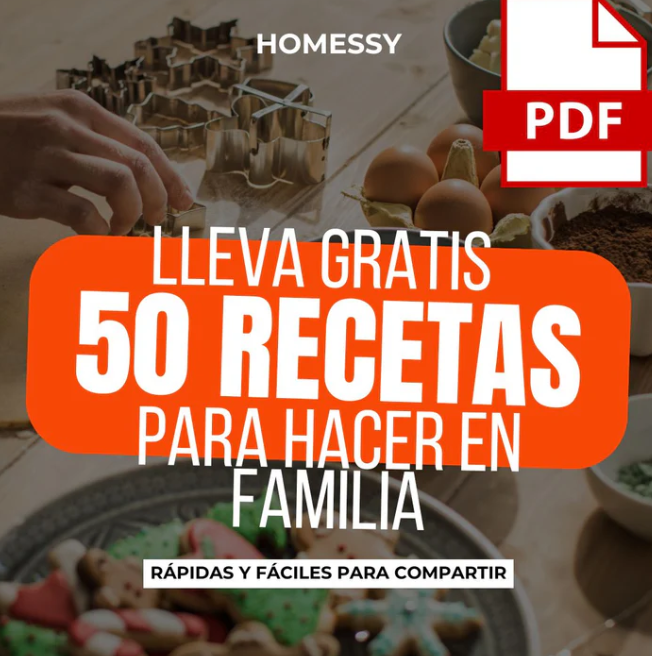 HOMESSY
PDF
LLEVA GRATIS
50 RECETAS
PARA HACER EN
FAMILIA
RÁPIDAS Y FÁCILES PARA COMPARTIR